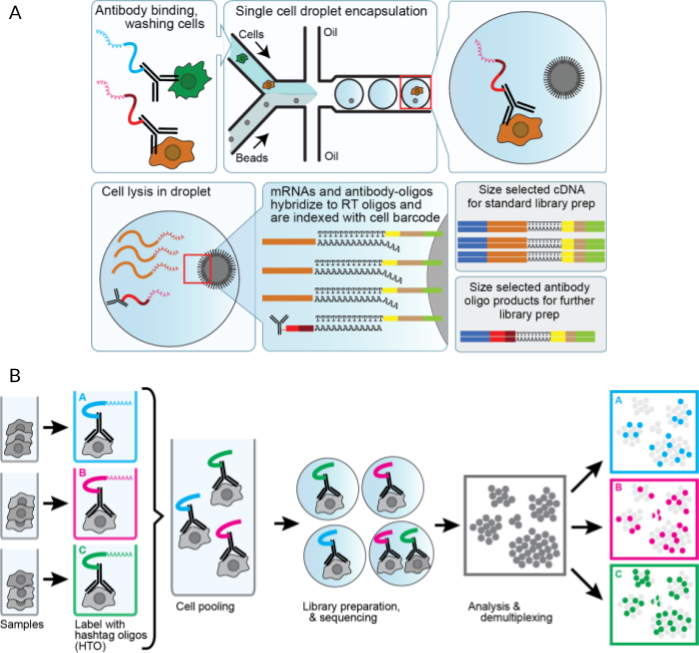 A
Antibody binding,
washing cells
Single cell droplet encapsulation
Cells
Oil
Beads
Oil
Cell lysis in droplet
mRNAs and antibody-oligos
hybridize to RT oligos and
are indexed with cell barcode
Size selected cDNA
for standard library prep
Size selected antibody
oligo products for further
library prep
B
A
AAAAAAA
B
AAAAAAA
C
AAAAAAA
Samples
Label with
hashtag oligos
(HTO)
Cell pooling
Library preparation,
& sequencing
Analysis &
demultiplexing
A
B
C